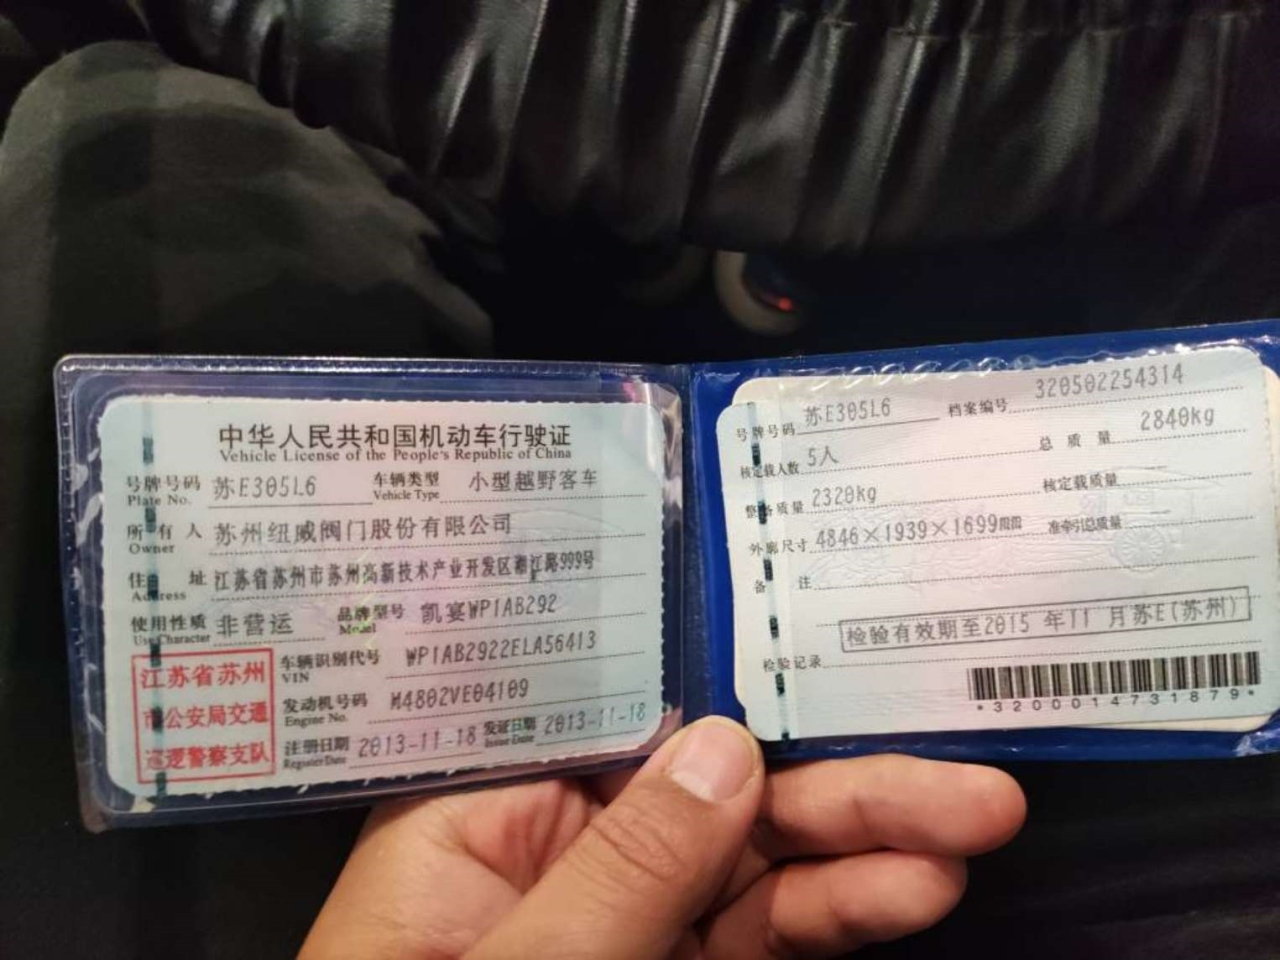 中华人民共和国机动车行驶证
Vehicle License of the People's Republic of China
号牌号码 苏E305L6 车辆类型 小型越野客车
Plate No. Vehicle Type
所有人 苏州纽威阀门股份有限公司
Owner
住址 江苏省苏州市苏州高新技术产业开发区湘江路999号
Address
使用性质 非营运 品牌型号 凯宴WP1AB292
Use Character Model
车辆识别代号 WP1AB2922ELA56413
VIN
发动机号码 M4802VE04109
Engine No.
注册日期 2013-11-18 发证日期 2013-11-18
Register Date Issue Date
江苏省苏州
市公安局交通
巡逻警察支队
号牌号码 苏E305L6 档案编号 320502254314
核定载人数 5人 总质量 2840kg
整备质量 2320kg 核定载质量
外廓尺寸 4846×1939×1699mm 准牵引总质量
备注
检验有效期至2015 年11 月苏E(苏州)
检验记录
*3200014731879*